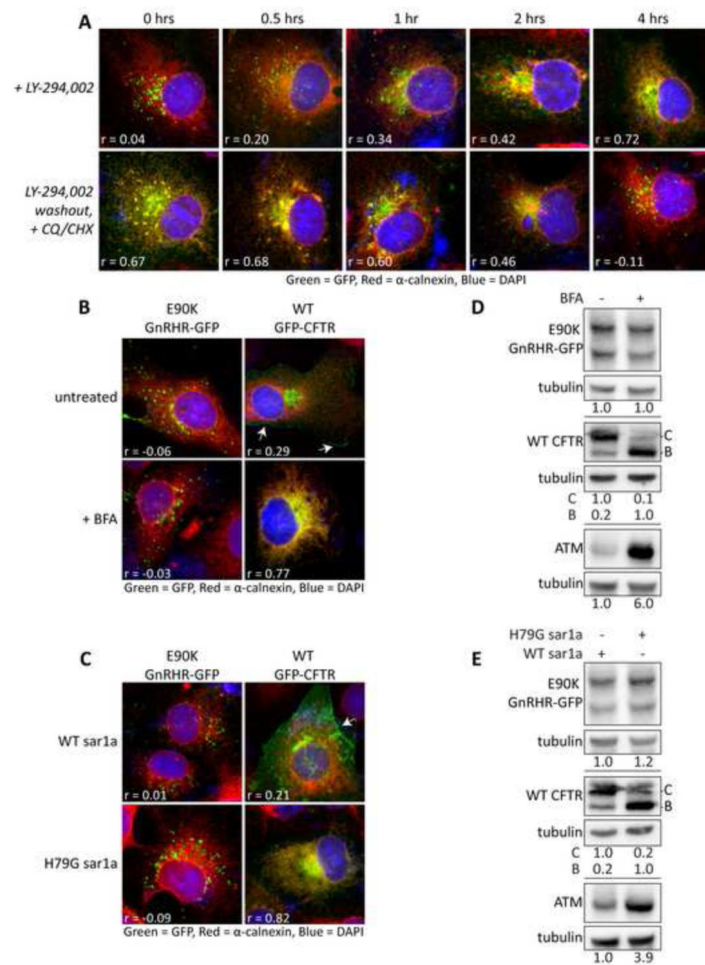 A
0 hrs 0.5 hrs 1 hr 2 hrs 4 hrs
+ LY-294,002
r = 0.04 r = 0.20 r = 0.34 r = 0.42 r = 0.72
LY-294,002
washout,
+ CQ/CHX
r = 0.67 r = 0.68 r = 0.60 r = 0.46 r = -0.11
Green = GFP, Red = α-calnexin, Blue = DAPI
B
E90K WT
GnRHR-GFP GFP-CFTR
untreated
r = -0.06 r = 0.29
+ BFA
r = -0.03 r = 0.77
Green = GFP, Red = α-calnexin, Blue = DAPI
C
E90K WT
GnRHR-GFP GFP-CFTR
WT sar1a
r = 0.01 r = 0.21
H79G sar1a
r = -0.09 r = 0.82
Green = GFP, Red = α-calnexin, Blue = DAPI
D
BFA - +
E90K
GnRHR-GFP
tubulin
1.0 1.0
WT CFTR C
B
tubulin
C 1.0 0.1
B 0.2 1.0
ATM
tubulin
1.0 6.0
E
H79G sar1a - +
WT sar1a + -
E90K
GnRHR-GFP
tubulin
1.0 1.2
WT CFTR C
B
tubulin
C 1.0 0.2
B 0.2 1.0
ATM
tubulin
1.0 3.9